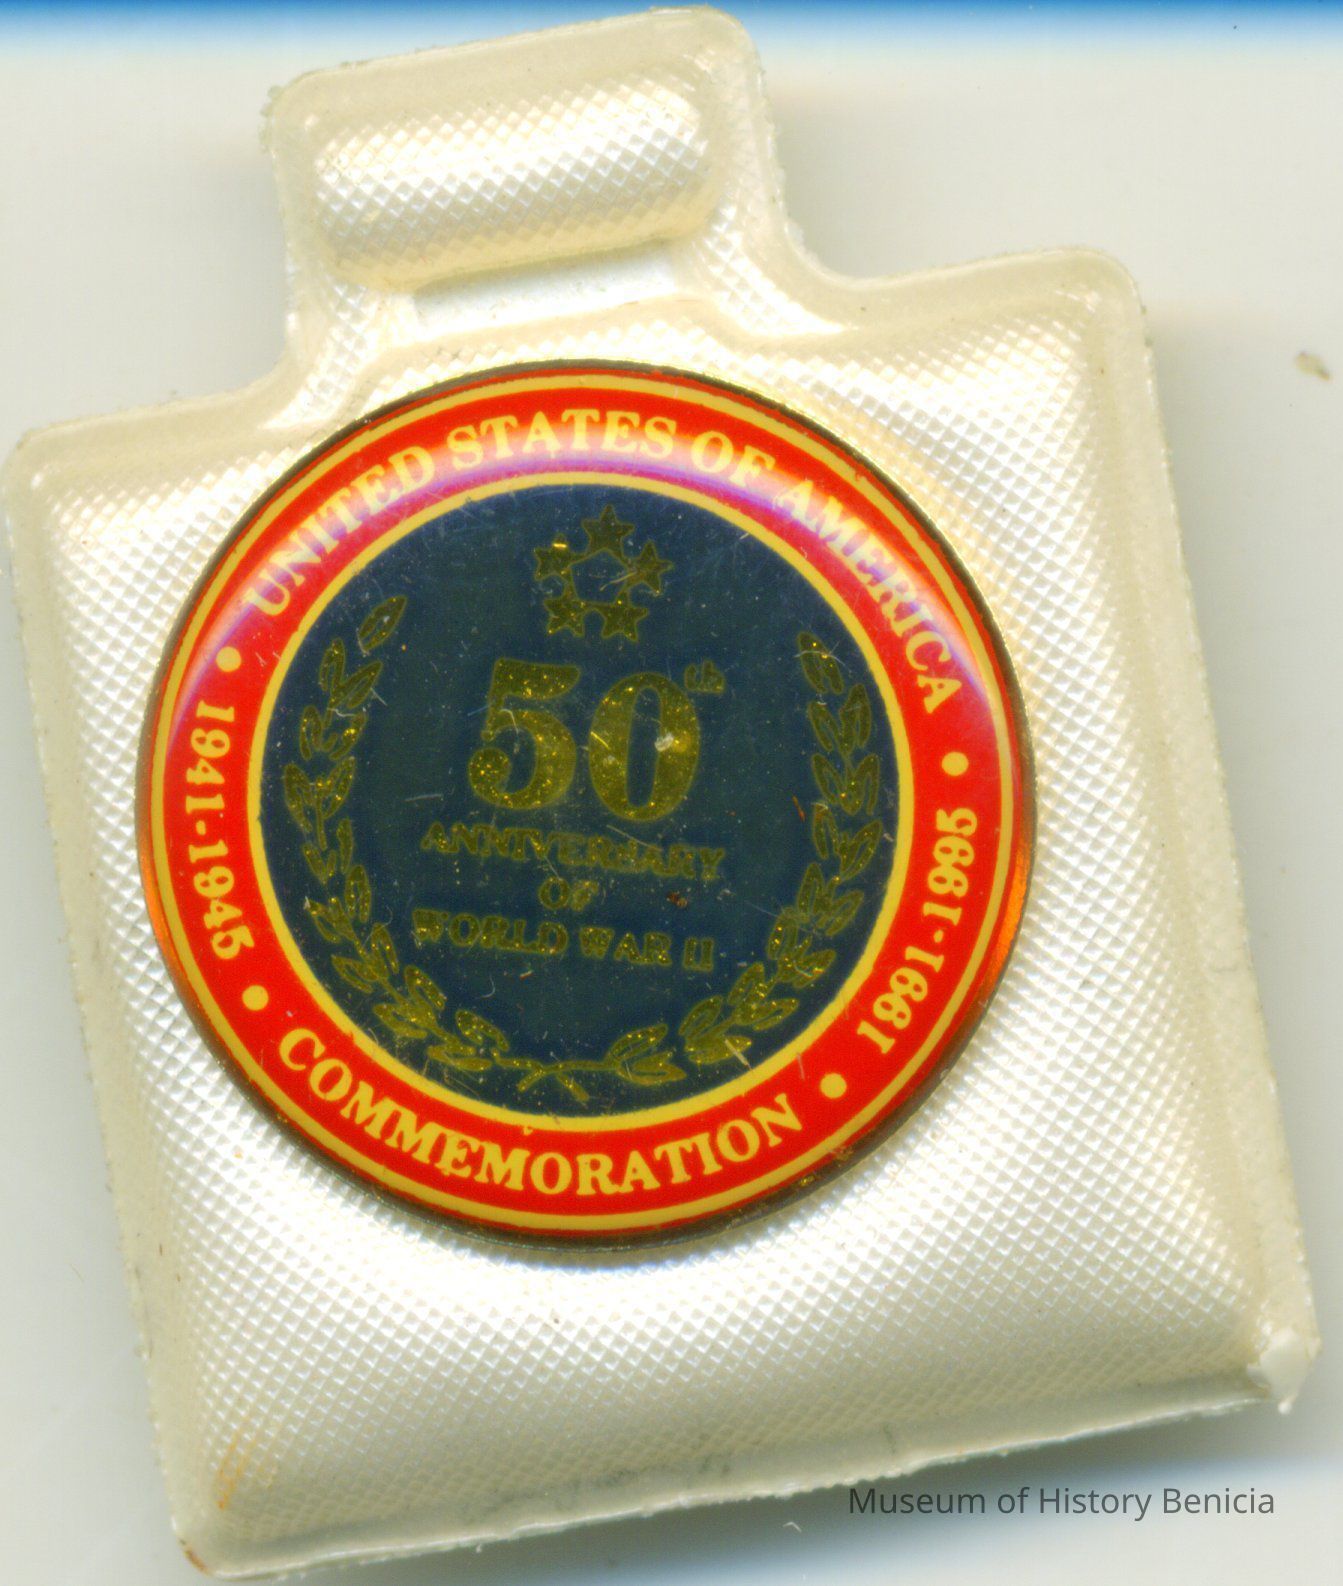 • UNITED STATES OF AMERICA •
1941-1945
1991-1995
• COMMEMORATION •
50th
ANNIVERSARY
OF
WORLD WAR II
Museum of History Benicia